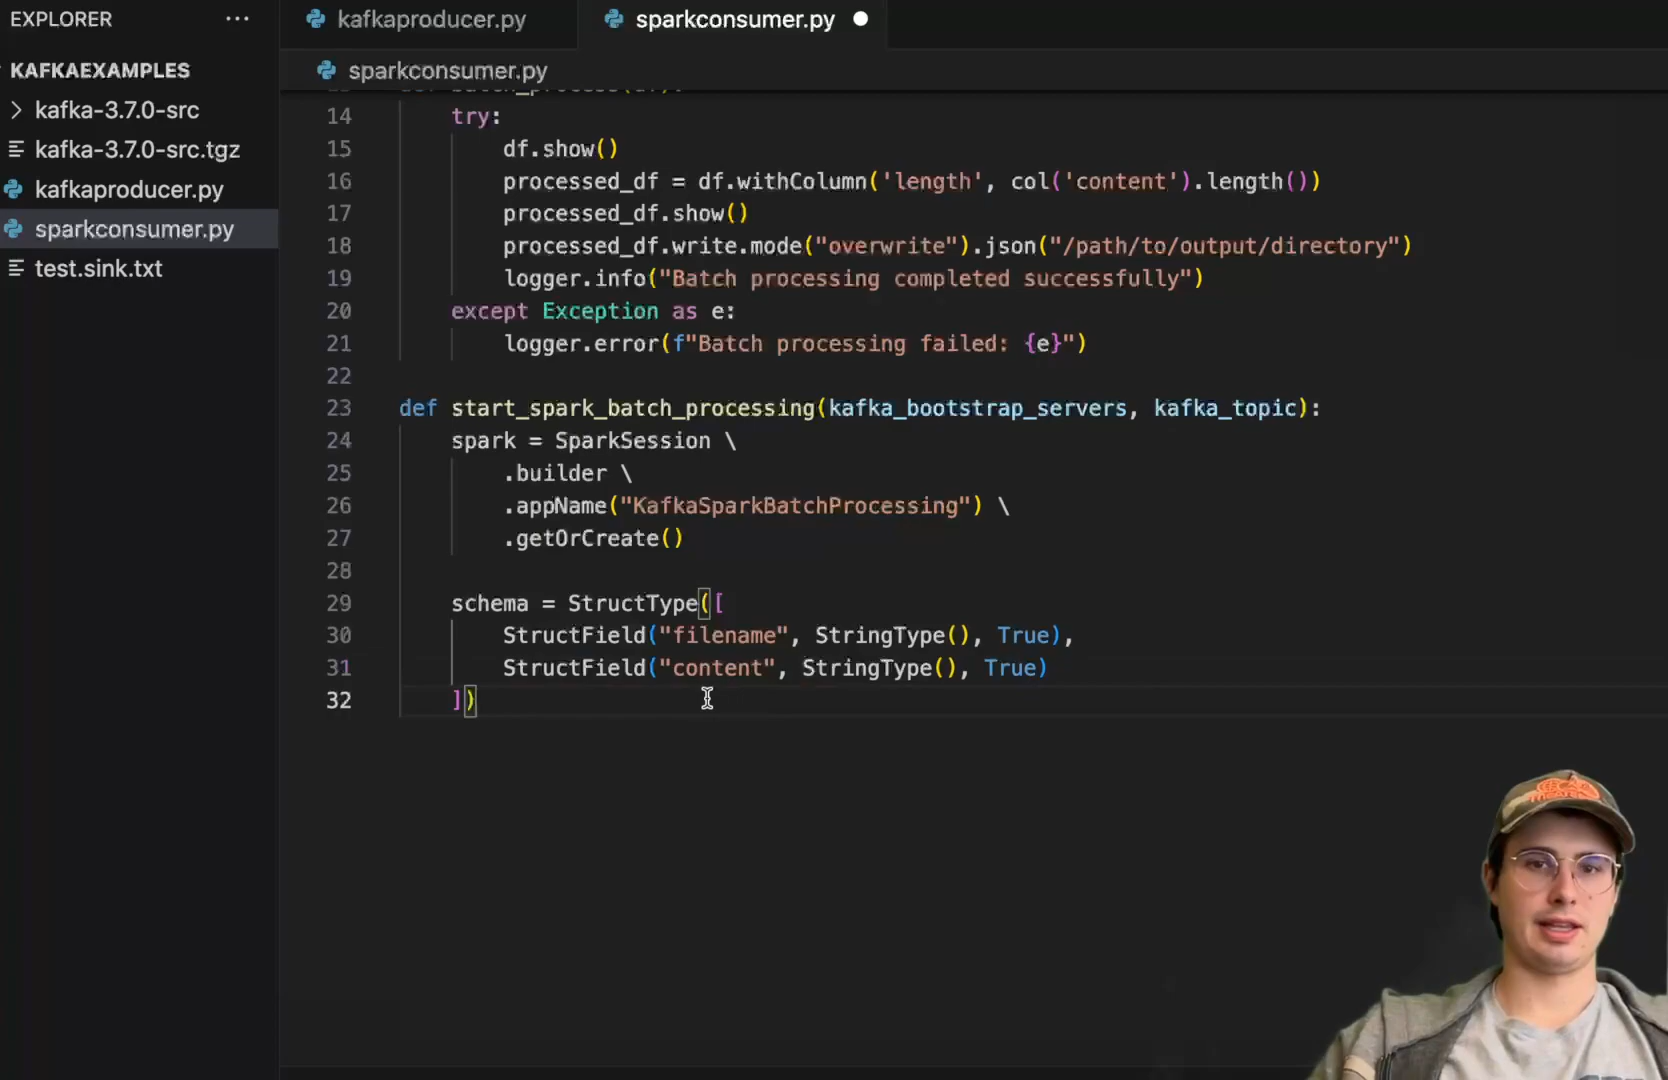 EXPLORER ...
kafkaproducer.py
sparkconsumer.py
KAFKAEXAMPLES
kafka-3.7.0-src
kafka-3.7.0-src.tgz
kafkaproducer.py
sparkconsumer.py
test.sink.txt
sparkconsumer.py
14 try:
15 df.show()
16 processed_df = df.withColumn('length', col('content').length())
17 processed_df.show()
18 processed_df.write.mode("overwrite").json("/path/to/output/directory")
19 logger.info("Batch processing completed successfully")
20 except Exception as e:
21 logger.error(f"Batch processing failed: {e}")
22
23 def start_spark_batch_processing(kafka_bootstrap_servers, kafka_topic):
24 spark = SparkSession \
25 .builder \
26 .appName("KafkaSparkBatchProcessing") \
27 .getOrCreate()
28
29 schema = StructType([
30 StructField("filename", StringType(), True),
31 StructField("content", StringType(), True)
32 ])